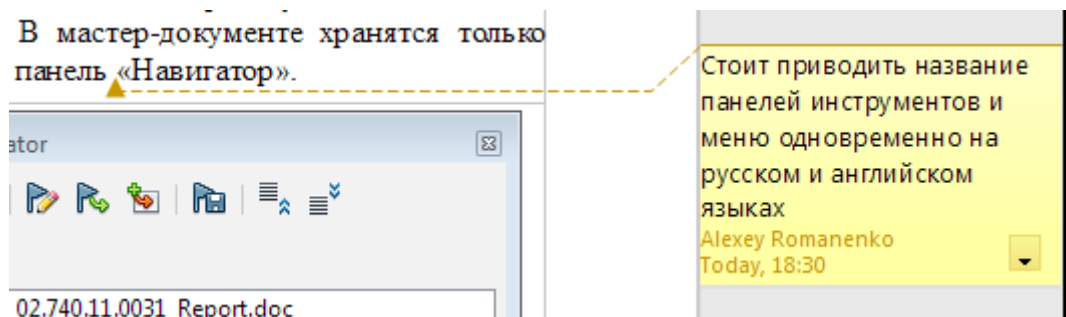 В мастер-документе хранятся только
панель «Навигатор».
ator
02.740.11.0031_Report.doc
Стоит приводить название
панелей инструментов и
меню одновременно на
русском и английском
языках
Alexey Romanenko
Today, 18:30